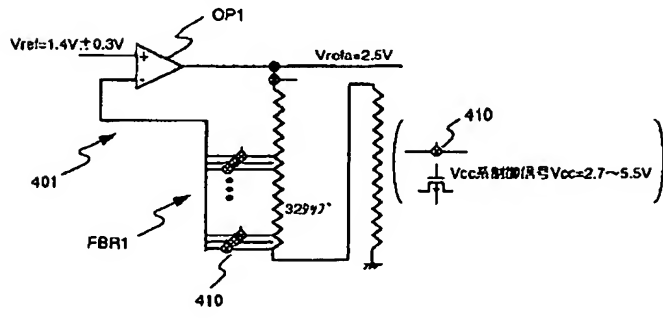 OP1
Vref=1.4V±0.3V
Vrefa=2.5V
+
-
401
FBR1
410
32タップ
410
Vcc系制御信号Vcc=2.7~5.5V